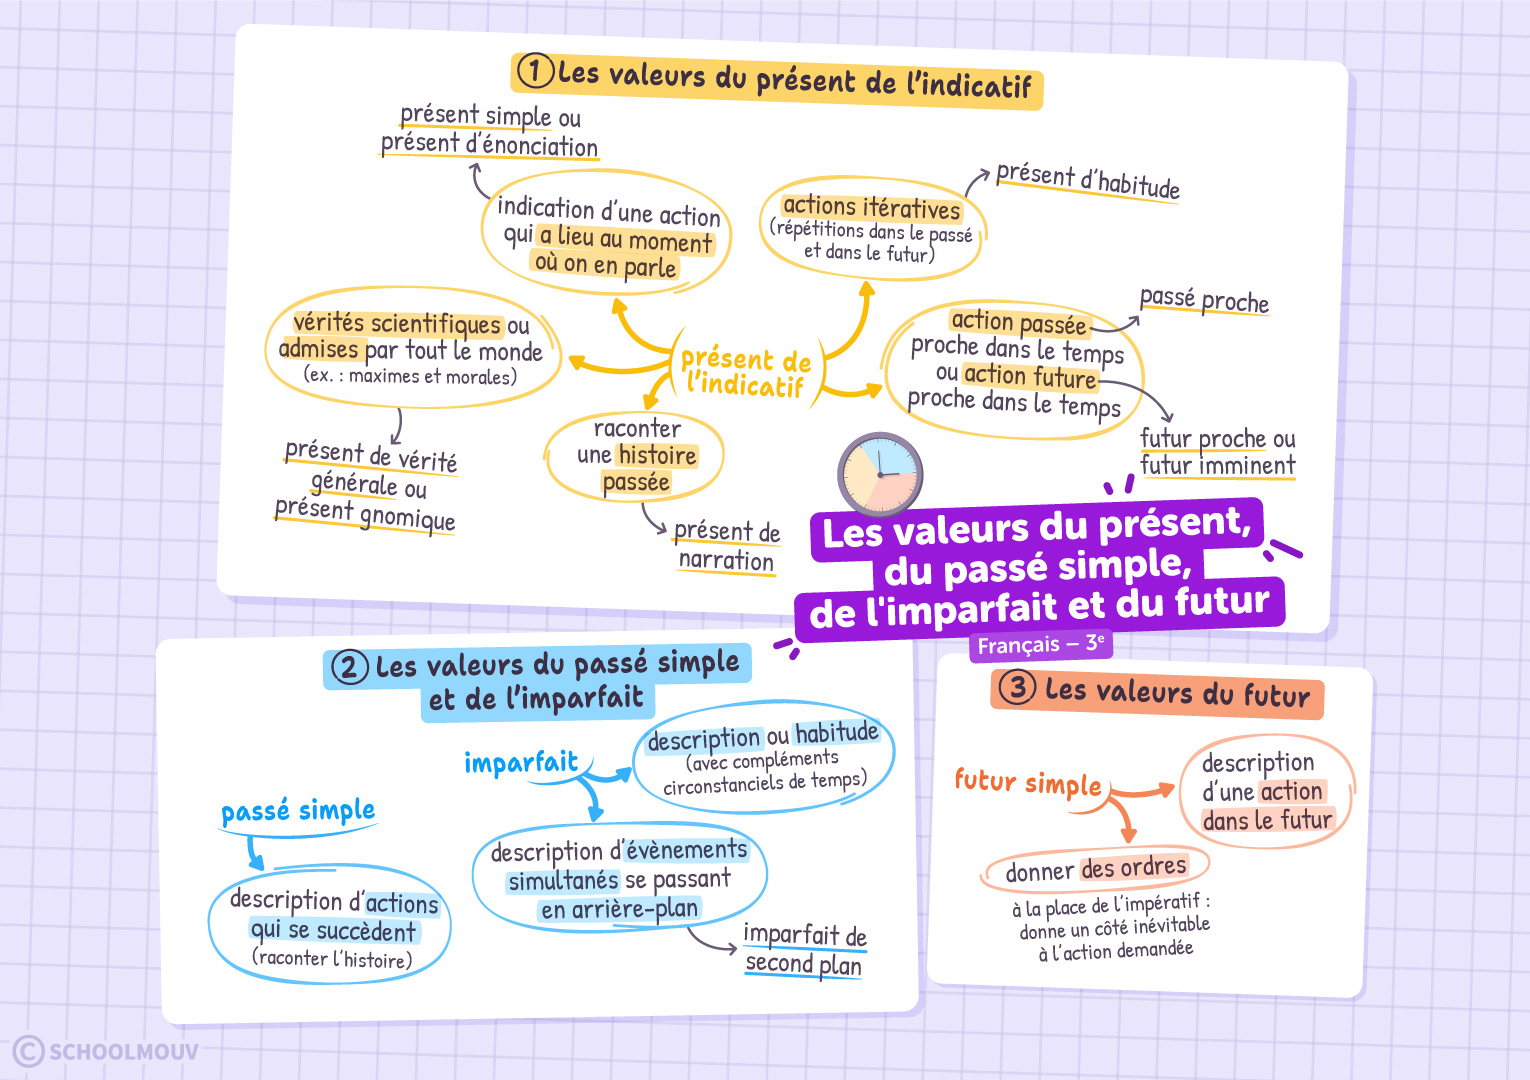 ① Les valeurs du présent de l'indicatif
présent simple ou
présent d'énonciation
indication d'une action
qui a lieu au moment
où on en parle
actions itératives
(répétitions dans le passé
et dans le futur)
présent d'habitude
vérités scientifiques ou
admises par tout le monde
(ex. : maximes et morales)
présent de vérité
générale ou
présent gnomique
présent de
l'indicatif
raconter
une histoire
passée
présent de
narration
action passée
proche dans le temps
ou action future
proche dans le temps
passé proche
futur proche ou
futur imminent
Les valeurs du présent,
du passé simple,
de l'imparfait et du futur
Français – 3e
② Les valeurs du passé simple
et de l'imparfait
passé simple
description d'actions
qui se succèdent
(raconter l'histoire)
imparfait
description ou habitude
(avec compléments
circonstanciels de temps)
description d'évènements
simultanés se passant
en arrière-plan
imparfait de
second plan
③ Les valeurs du futur
futur simple
description
d'une action
dans le futur
donner des ordres
à la place de l'impératif :
donne un côté inévitable
à l'action demandée
© SCHOOLMOUV